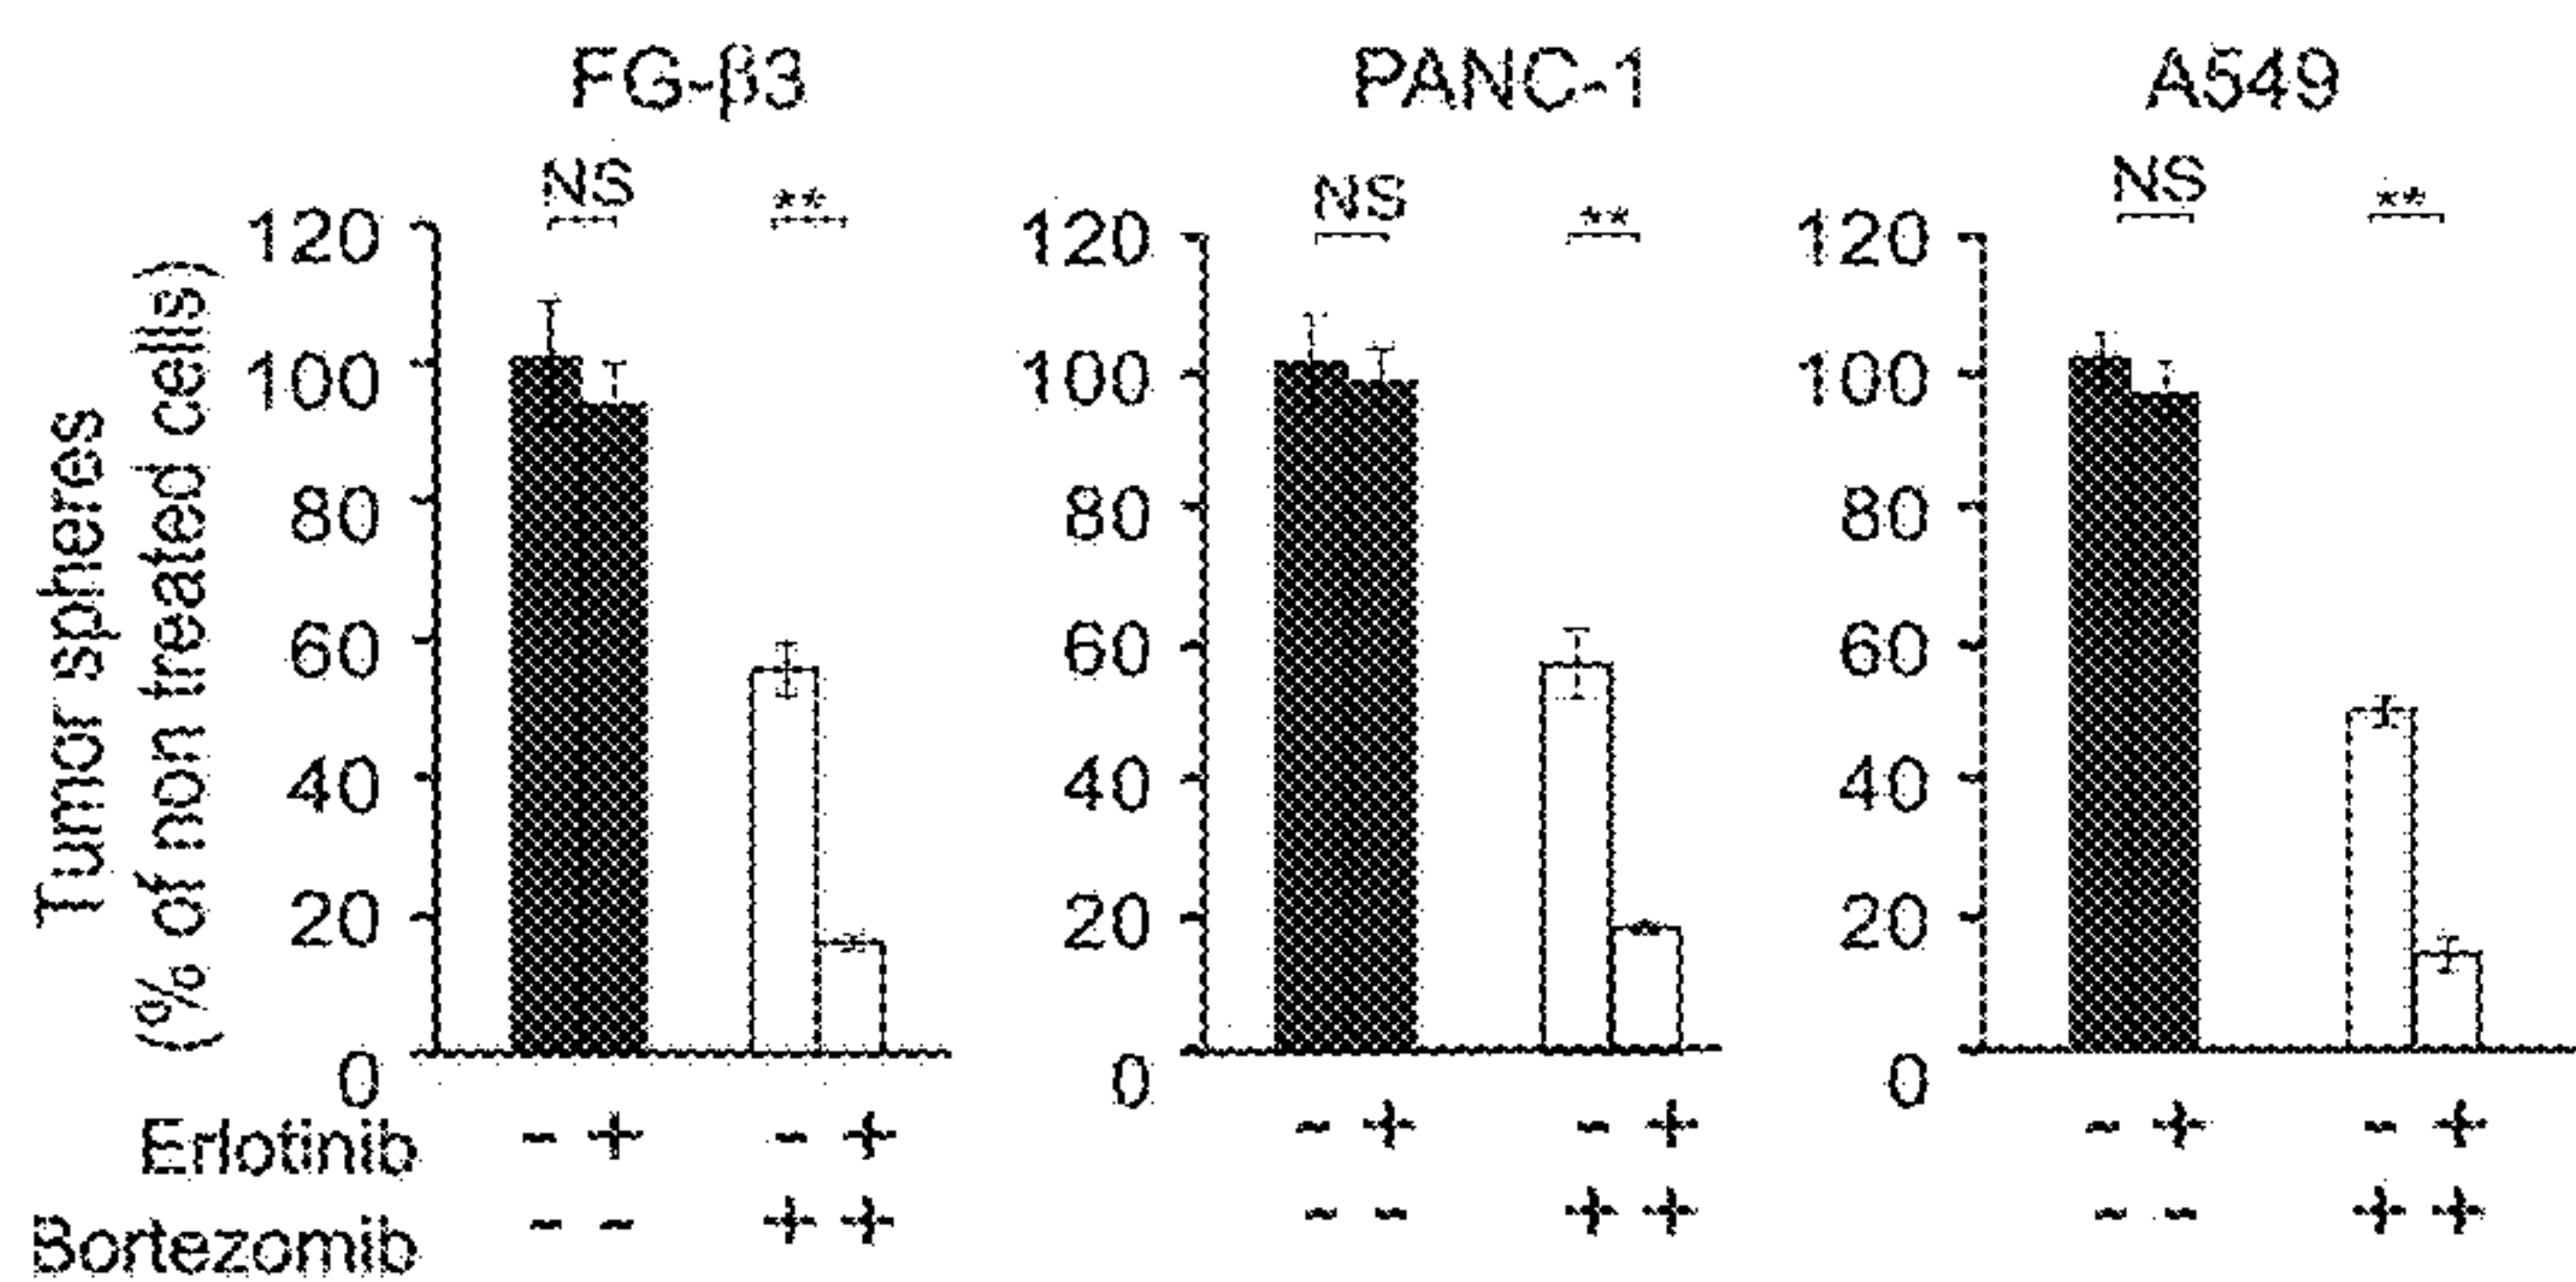 FG-β3 PANC-1 A549
NS ** NS ** NS **
Tumor spheres
(% of non treated cells)
120 120 120
100 100 100
80 80 80
60 60 60
40 40 40
20 20 20
0 0 0
Erlotinib - + - + - + - + - + - +
Bortezomib - - + + - - + + - - + +